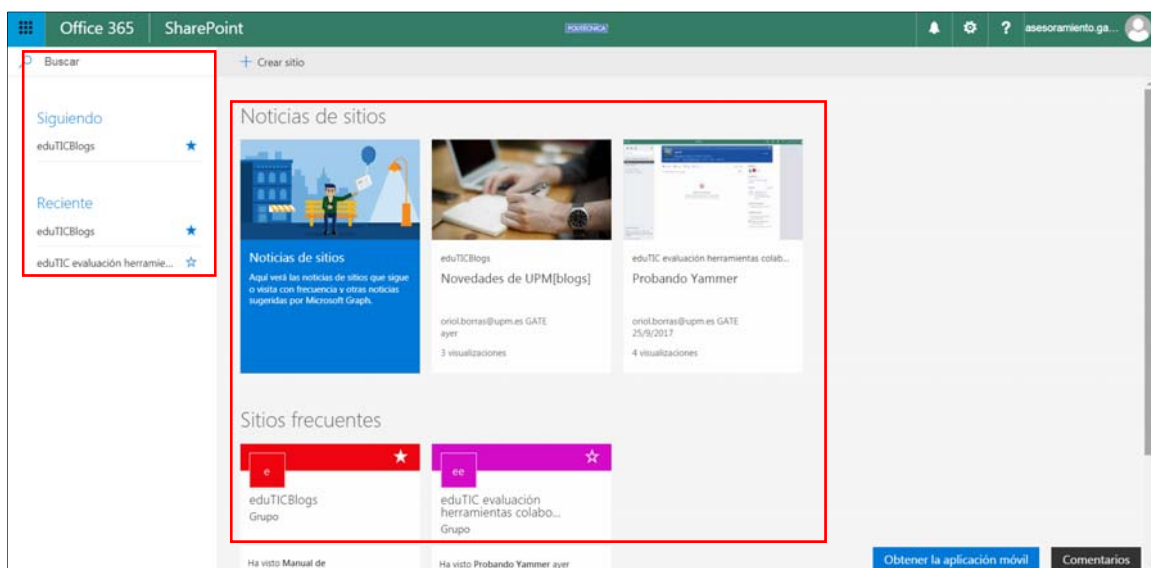 Office 365
SharePoint
POLITÉCNICA
?
asesoramiento.ga...
Buscar
+ Crear sitio
Siguiendo
eduTICBlogs
Reciente
eduTICBlogs
eduTIC evaluación herramie...
Noticias de sitios
Noticias de sitios
Aquí verá las noticias de sitios que sigue
o visita con frecuencia y otras noticias
sugeridas por Microsoft Graph.
eduTICBlogs
Novedades de UPM[blogs]
oriol.borras@upm.es GATE
ayer
3 visualizaciones
eduTIC evaluación herramientas colab...
Probando Yammer
oriol.borras@upm.es GATE
25/9/2017
4 visualizaciones
Sitios frecuentes
e
eduTICBlogs
Grupo
Ha visto Manual de
ee
eduTIC evaluación
herramientas colabo...
Grupo
Ha visto Probando Yammer ayer
Obtener la aplicación móvil
Comentarios